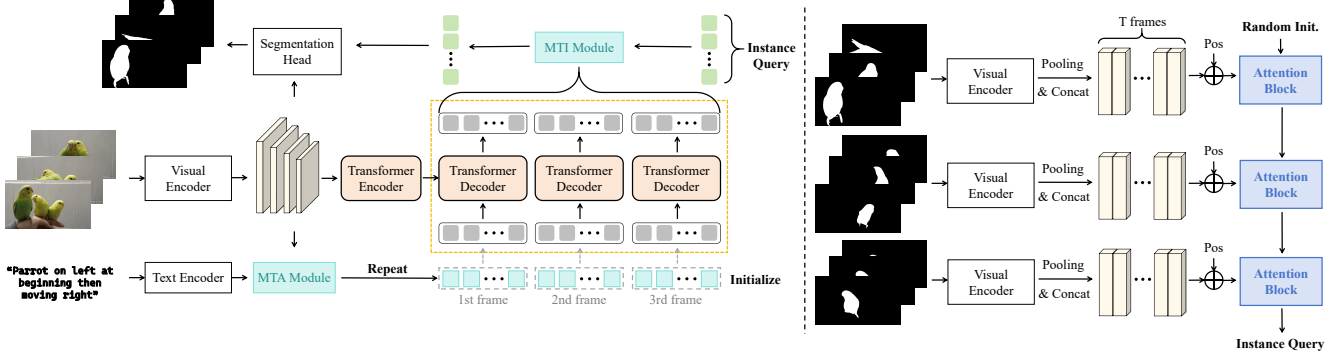 Segmentation
Head
MTI Module
Instance
Query
Visual
Encoder
Transformer
Encoder
Transformer
Decoder
Transformer
Decoder
Transformer
Decoder
“Parrot on left at
beginning then
moving right”
Text Encoder
MTA Module
Repeat
Initialize
1st frame
2nd frame
3rd frame
T frames
Random Init.
Visual
Encoder
Pooling
& Concat
Pos
Attention
Block
Visual
Encoder
Pooling
& Concat
Pos
Attention
Block
Visual
Encoder
Pooling
& Concat
Pos
Attention
Block
Instance Query